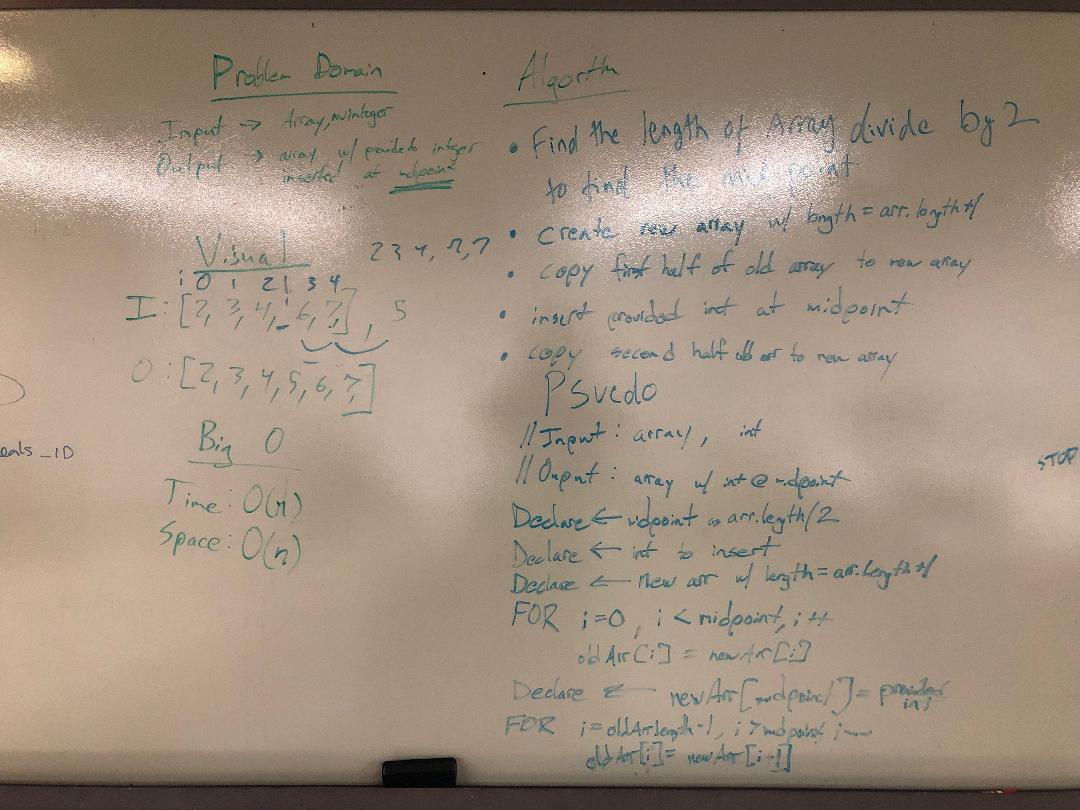 Problem Domain
Input → Array, integer
Output → array w/ integer
inserted at midpoint
Visual
2 3 4, 7, 7
i 0 1 2 3 4
I: [2, 3, 4, 6, 7], 5
O: [2, 3, 4, 5, 6, 7]
Big O
Time: O(n)
Space: O(n)
eals_ID
Algorthm
• Find the length of Array divide by 2
to find the mid point
• create new array w/ length = arr.length +1
• copy first half of old array to new array
• insert provided int at midpoint
• copy second half old arr to new array
Psuedo
// Input: array, int
// Ouput: array w/ int @ midpoint
Declare ← midpoint as arr.length/2
Declare ← int to insert
Declare ← new arr w/ length = arr.length +1
FOR i=0, i < midpoint, i++
oldArr[i] = newArr[i]
Declare ← newArr[midpoint] = provided int
FOR i=oldArr.length-1, i > midpoint, i--
oldArr[i] = newArr[i+1]
STOP